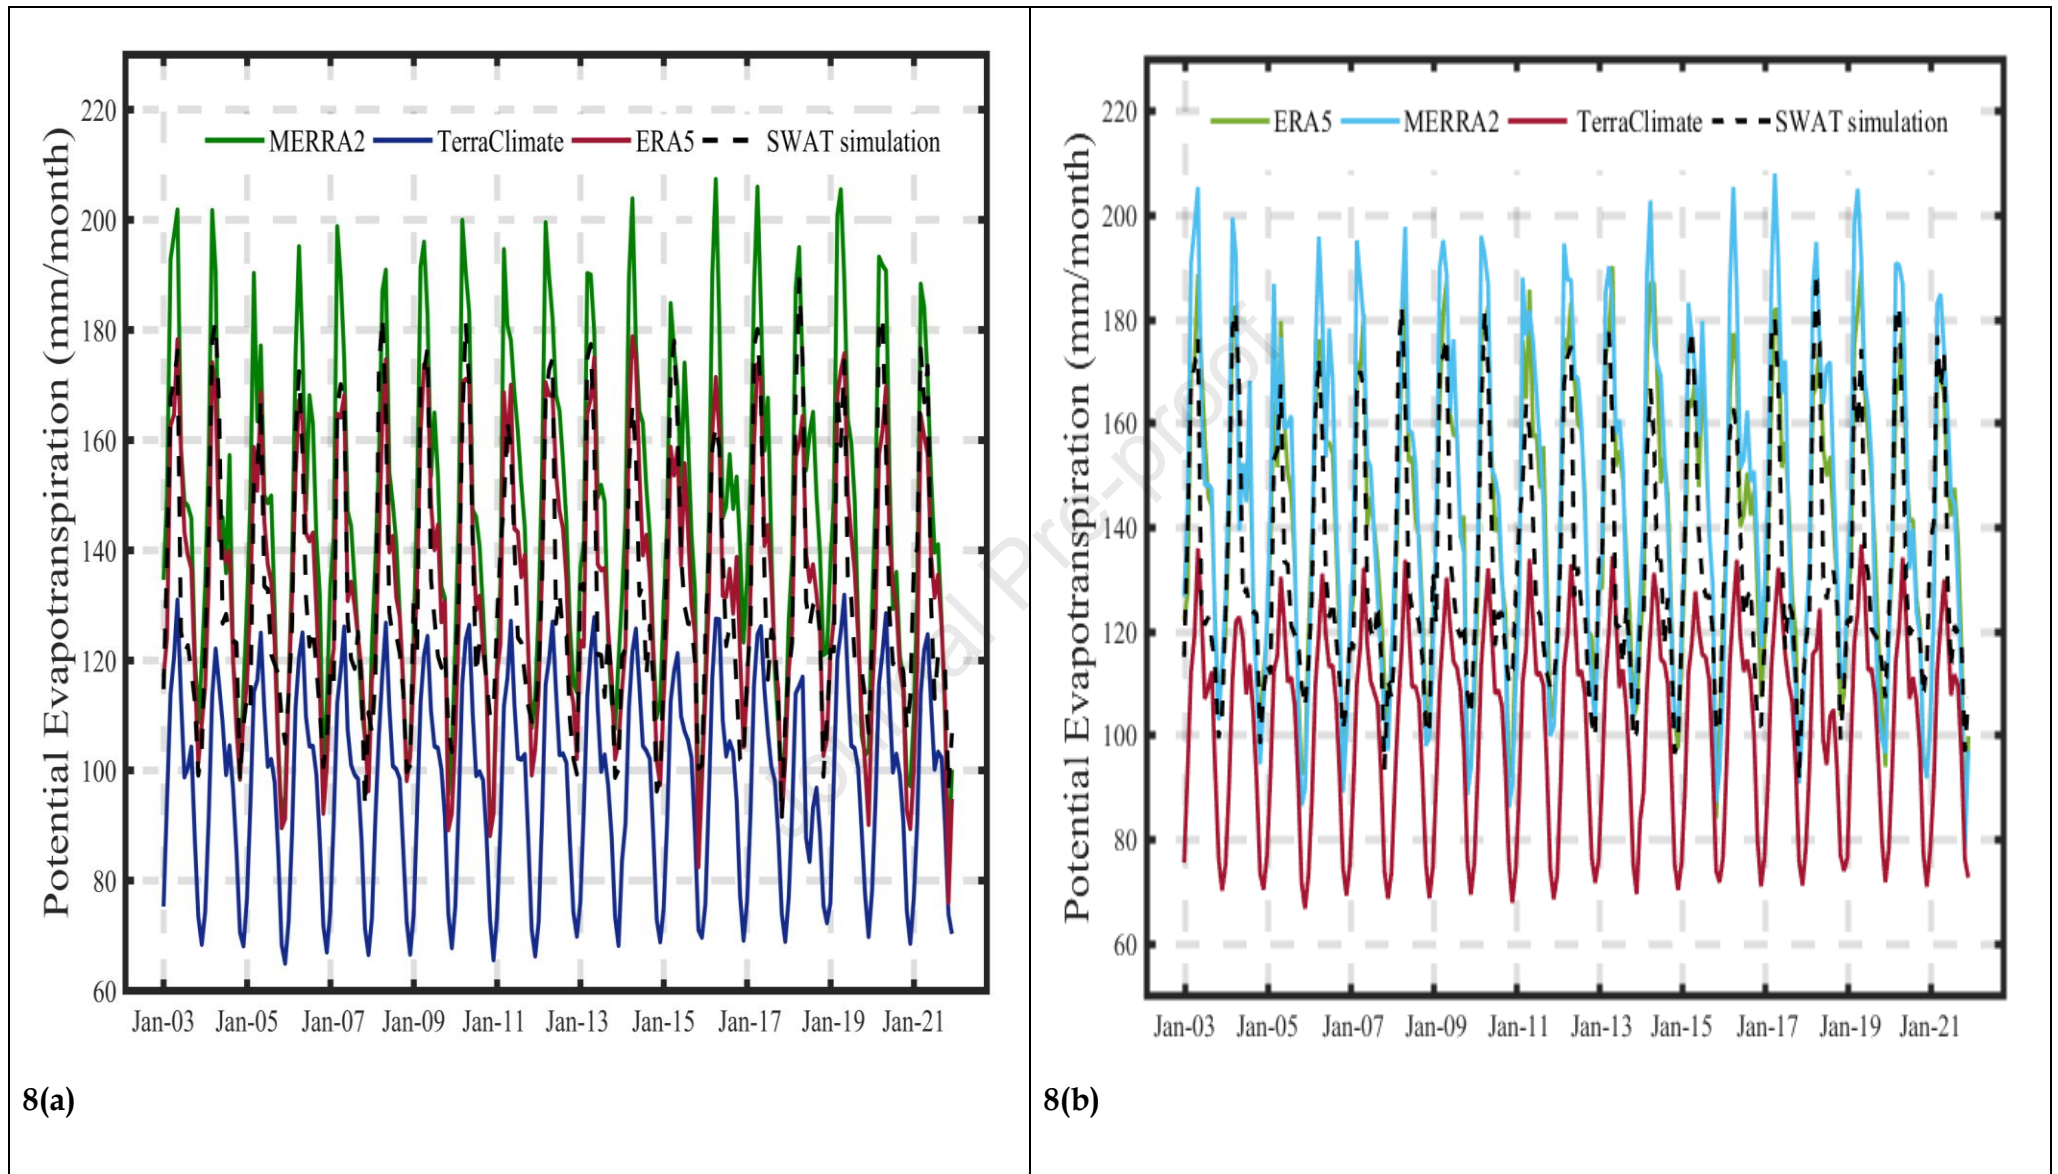 220
200
180
160
140
120
100
80
60
Potential Evapotranspiration (mm/month)
MERRA2 TerraClimate ERA5 SWAT simulation
Jan-03 Jan-05 Jan-07 Jan-09 Jan-11 Jan-13 Jan-15 Jan-17 Jan-19 Jan-21
8(a)
220
200
180
160
140
120
100
80
60
Potential Evapotranspiration (mm/month)
ERA5 MERRA2 TerraClimate SWAT simulation
Jan-03 Jan-05 Jan-07 Jan-09 Jan-11 Jan-13 Jan-15 Jan-17 Jan-19 Jan-21
8(b)
Journal Pre-proof